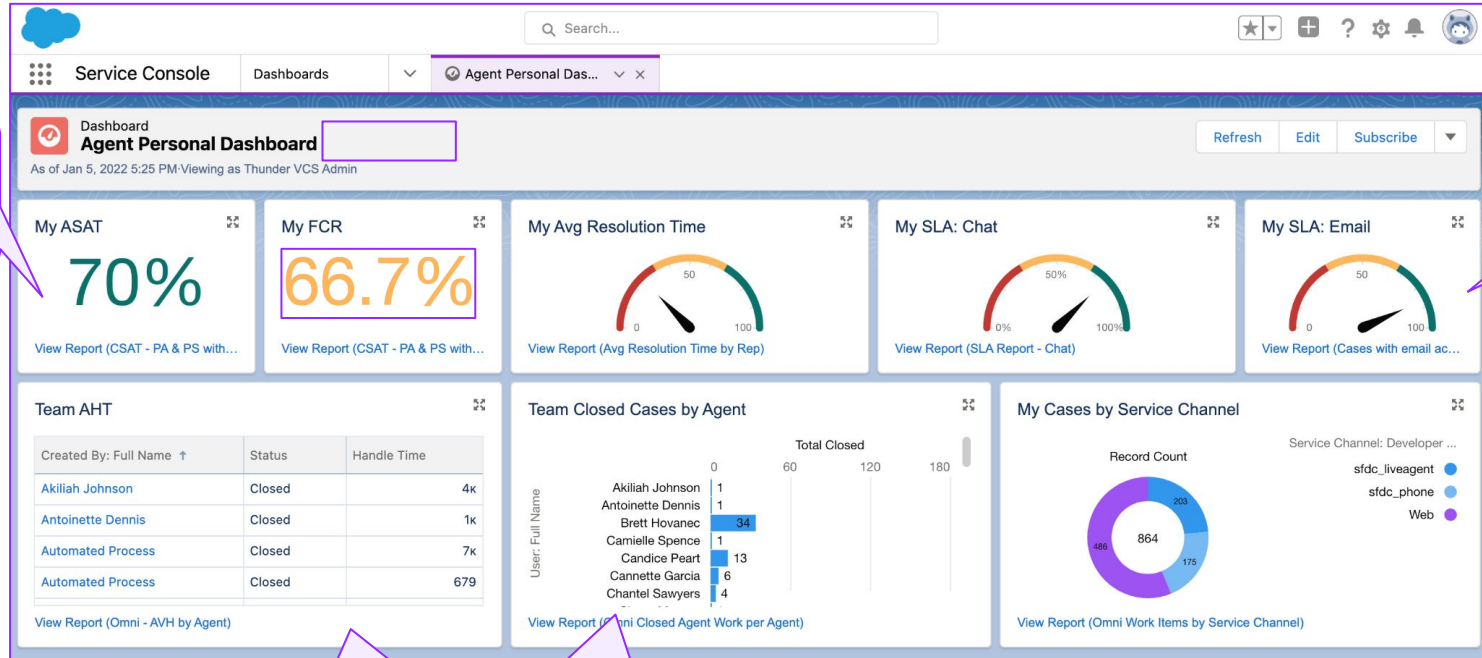 Search...
Service Console
Dashboards
Agent Personal Das...
Dashboard
Agent Personal Dashboard
As of Jan 5, 2022 5:25 PM·Viewing as Thunder VCS Admin
Refresh
Edit
Subscribe
My ASAT
70%
View Report (CSAT - PA & PS with...
My FCR
66.7%
View Report (CSAT - PA & PS with...
My Avg Resolution Time
50
0 100
View Report (Avg Resolution Time by Rep)
My SLA: Chat
50%
0% 100%
View Report (SLA Report - Chat)
My SLA: Email
50
0 100
View Report (Cases with email ac...
Team AHT
Created By: Full Name ↑ Status Handle Time
Akiliah Johnson Closed 4K
Antoinette Dennis Closed 1K
Automated Process Closed 7K
Automated Process Closed 679
View Report (Omni - AVH by Agent)
Team Closed Cases by Agent
Total Closed
0 60 120 180
User: Full Name
Akiliah Johnson 1
Antoinette Dennis 1
Brett Hovanec 34
Camielle Spence 1
Candice Peart 13
Cannette Garcia 6
Chantel Sawyers 4
View Report (Omni Closed Agent Work per Agent)
My Cases by Service Channel
Record Count
203
175
486
864
Service Channel: Developer ...
sfdc_liveagent
sfdc_phone
Web
View Report (Omni Work Items by Service Channel)